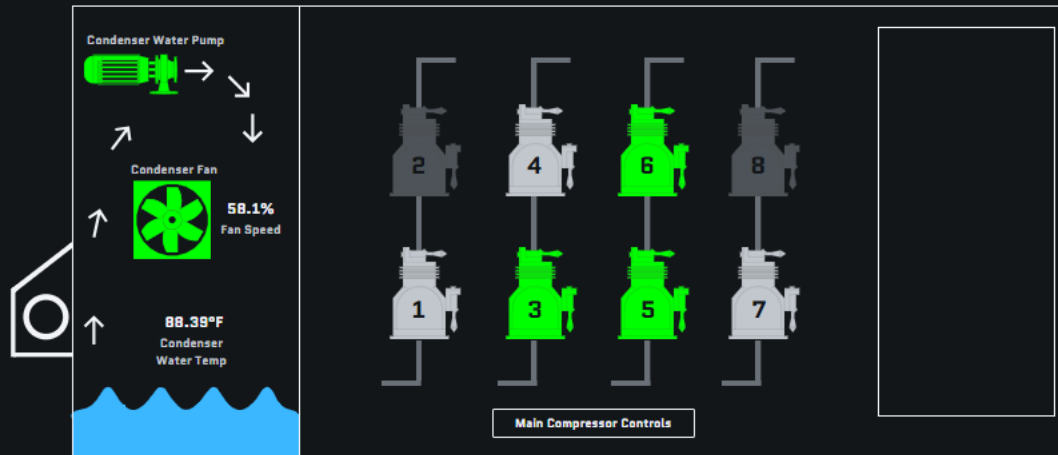 Condenser Water Pump
Condenser Fan
58.1%
Fan Speed
88.39°F
Condenser
Water Temp
2 4 6 8
1 3 5 7
Main Compressor Controls